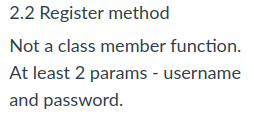 2.2 Register method
Not a class member function.
At least 2 params - username
and password.